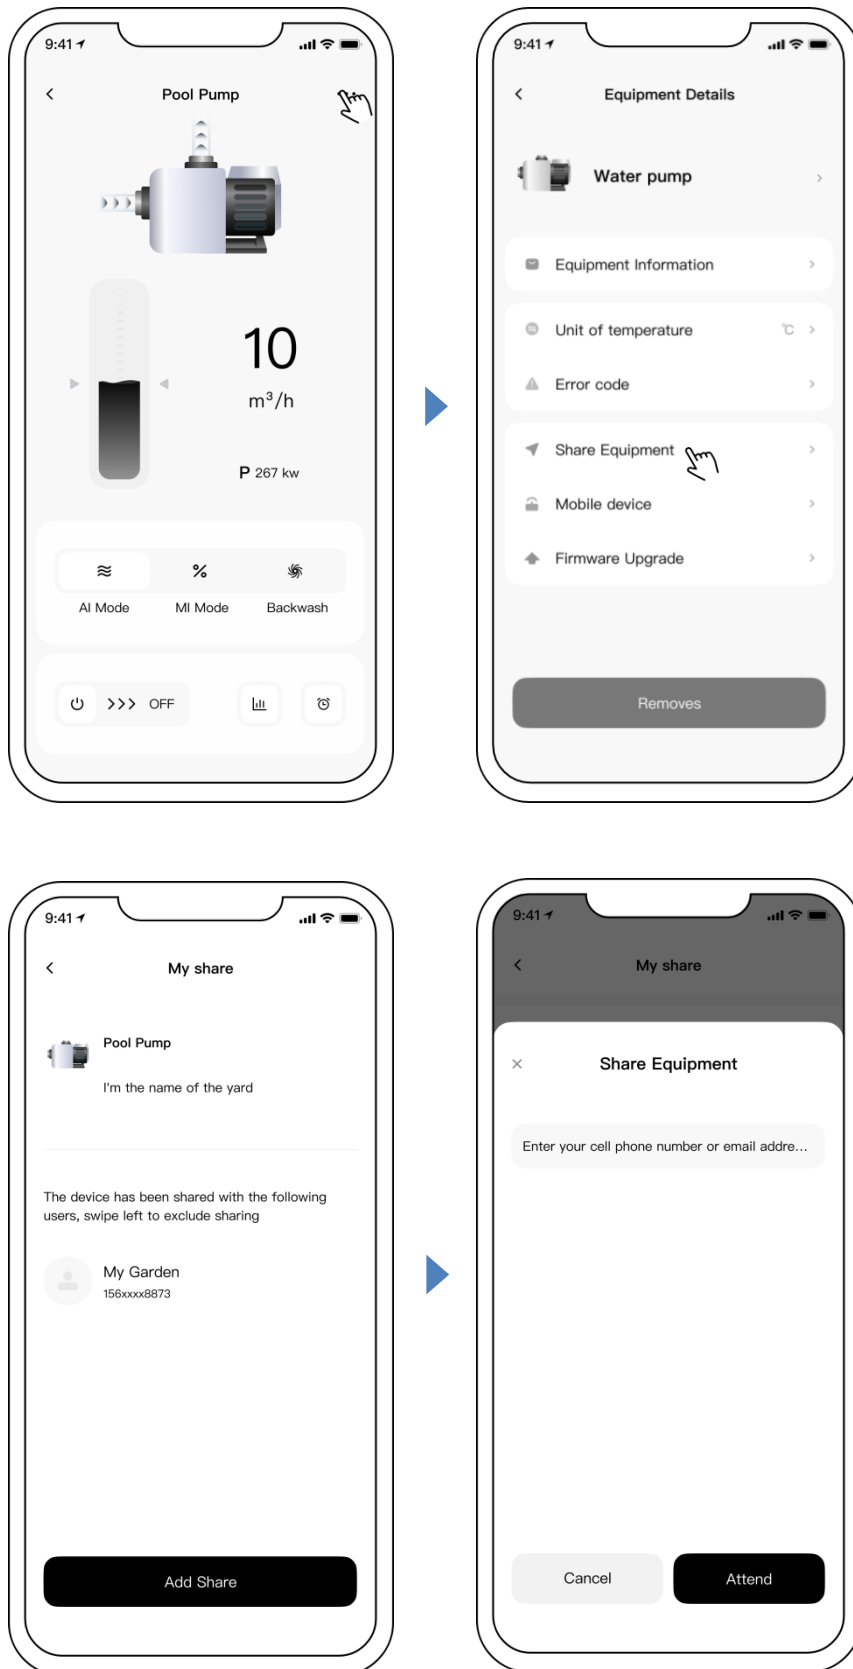 9:41
Pool Pump
10
m³/h
P 267 kw
AI Mode
MI Mode
Backwash
>>> OFF
9:41
Equipment Details
Water pump
Equipment Information
Unit of temperature
℃
Error code
Share Equipment
Mobile device
Firmware Upgrade
Removes
9:41
My share
Pool Pump
I'm the name of the yard
The device has been shared with the following
users, swipe left to exclude sharing
My Garden
156xxxx8873
Add Share
9:41
My share
Share Equipment
Enter your cell phone number or email addre...
Cancel
Attend